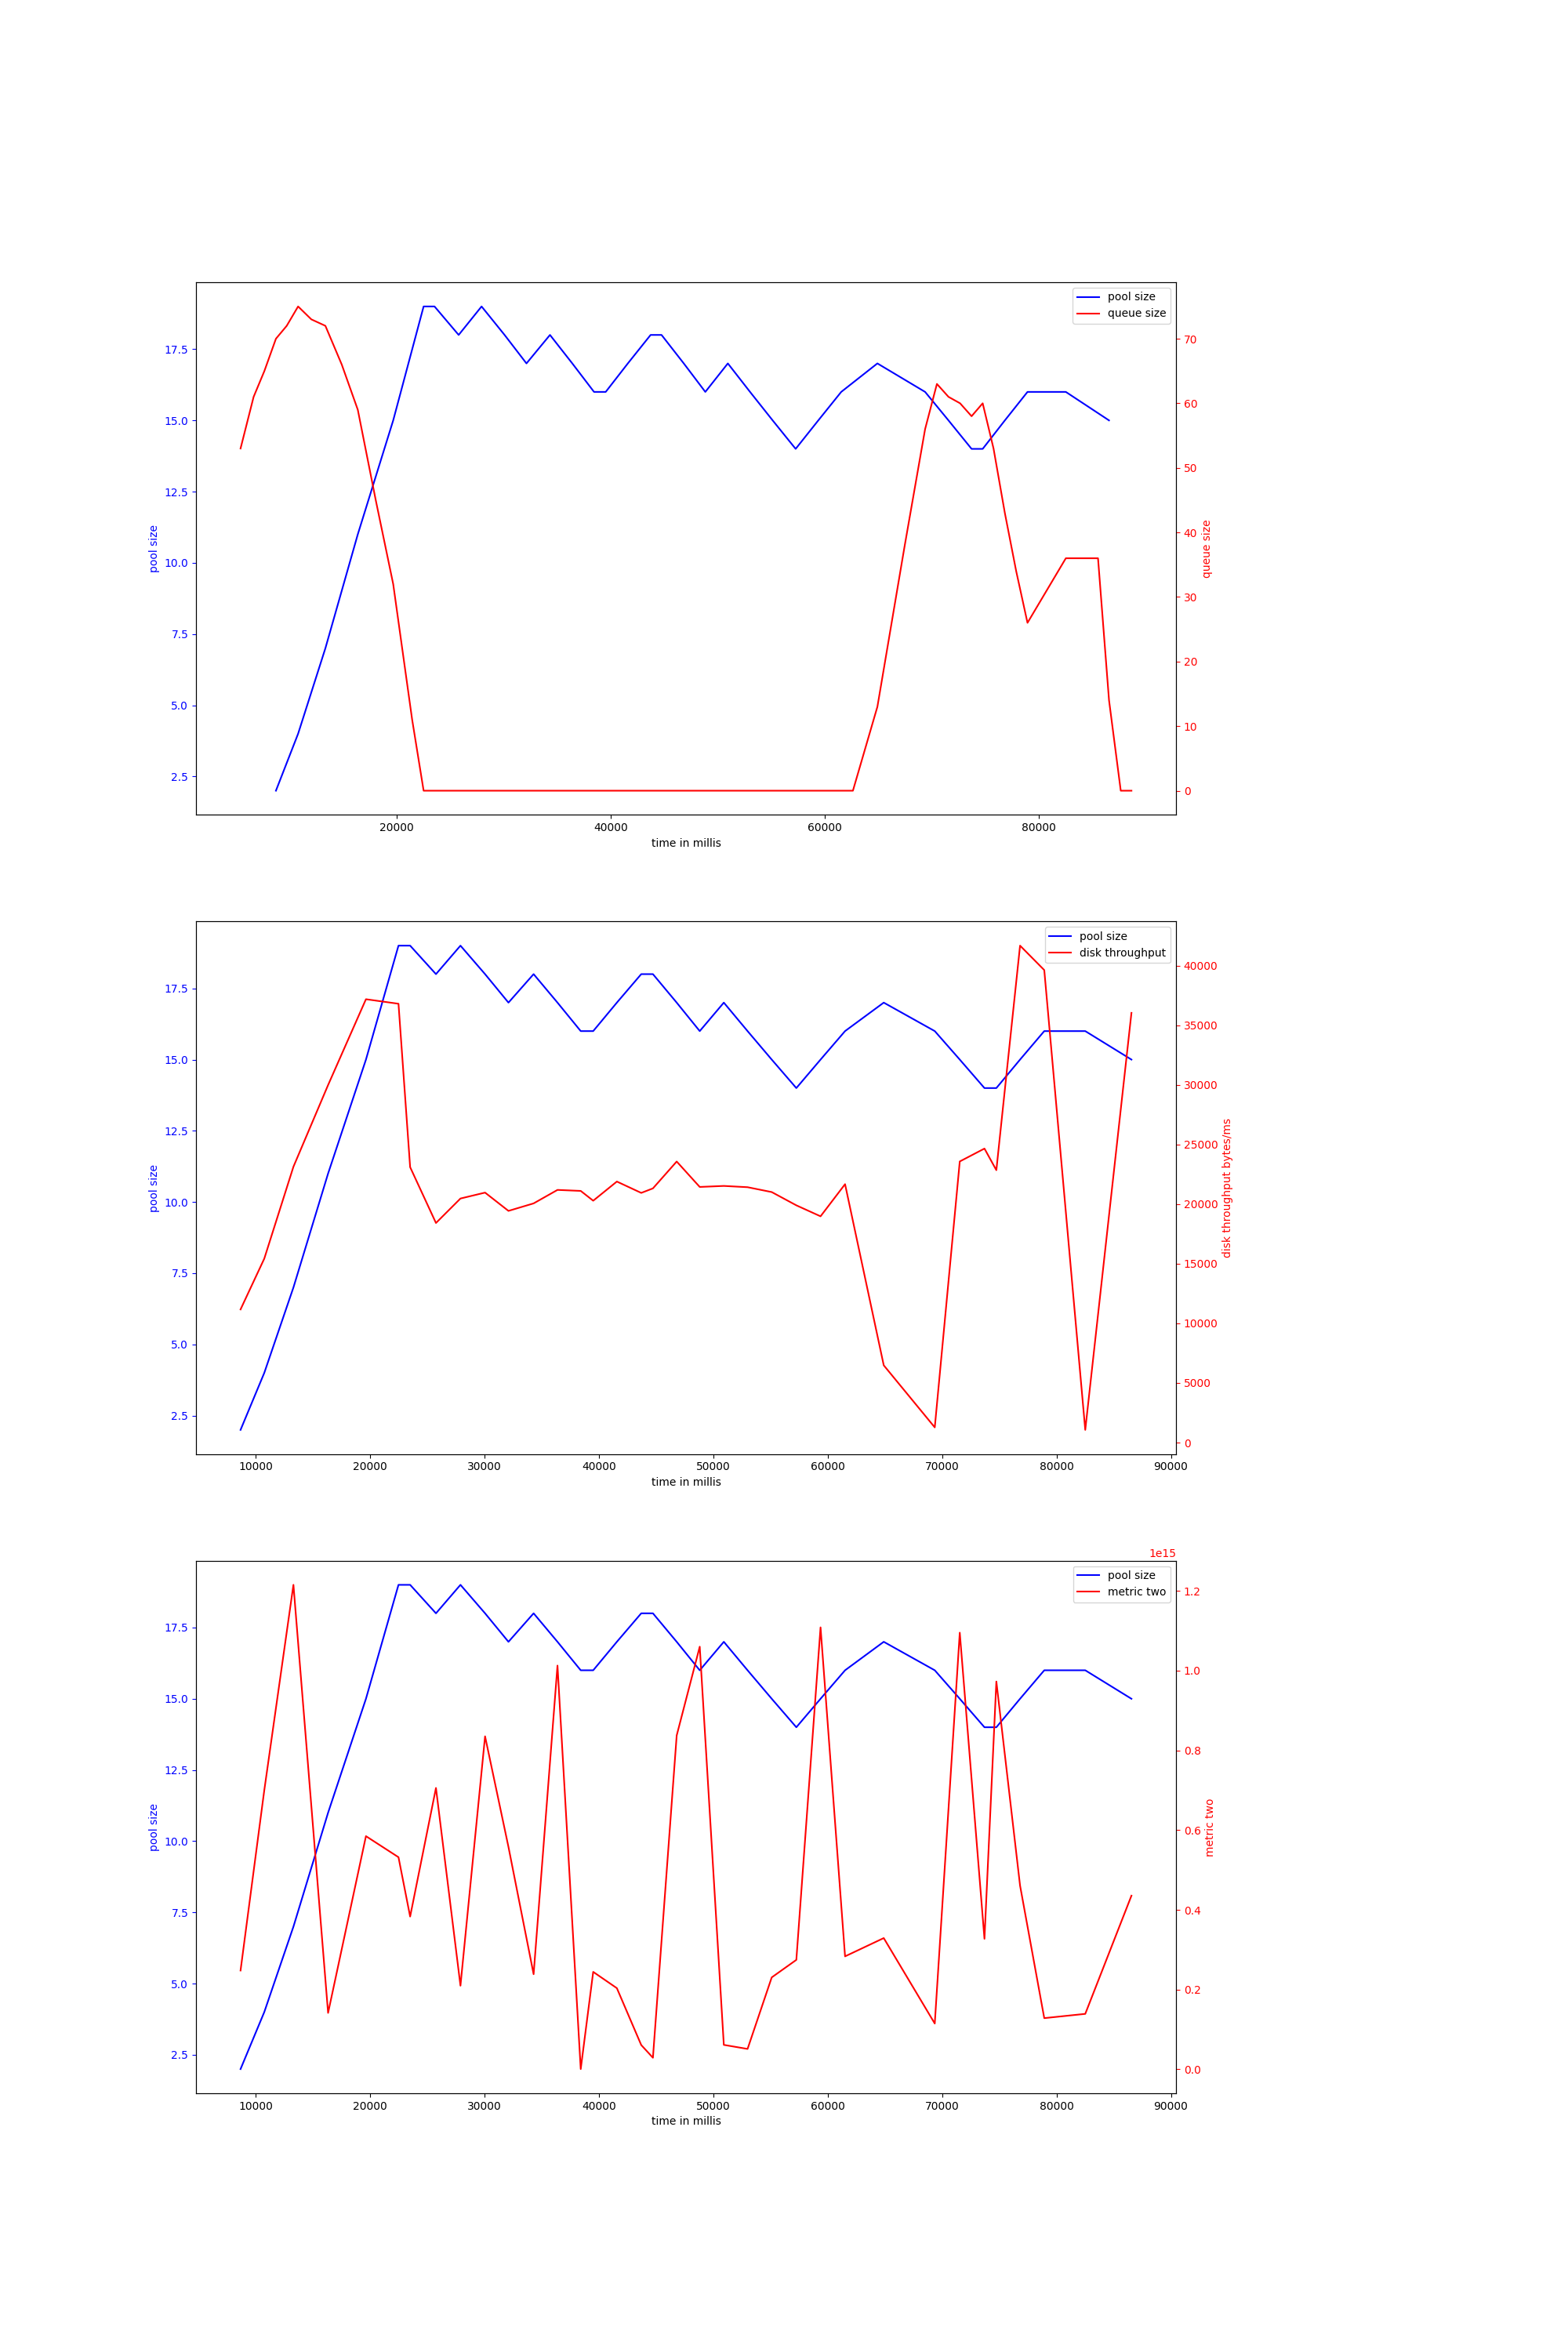 pool size
queue size
17.5
15.0
12.5
10.0
7.5
5.0
2.5
pool size
70
60
50
40
30
20
10
0
queue size
20000 40000 60000 80000
time in millis
pool size
disk throughput
17.5
15.0
12.5
10.0
7.5
5.0
2.5
pool size
40000
35000
30000
25000
20000
15000
10000
5000
0
disk throughput bytes/ms
10000 20000 30000 40000 50000 60000 70000 80000 90000
time in millis
1e15
pool size
metric two
17.5
15.0
12.5
10.0
7.5
5.0
2.5
pool size
1.2
1.0
0.8
0.6
0.4
0.2
0.0
metric two
10000 20000 30000 40000 50000 60000 70000 80000 90000
time in millis